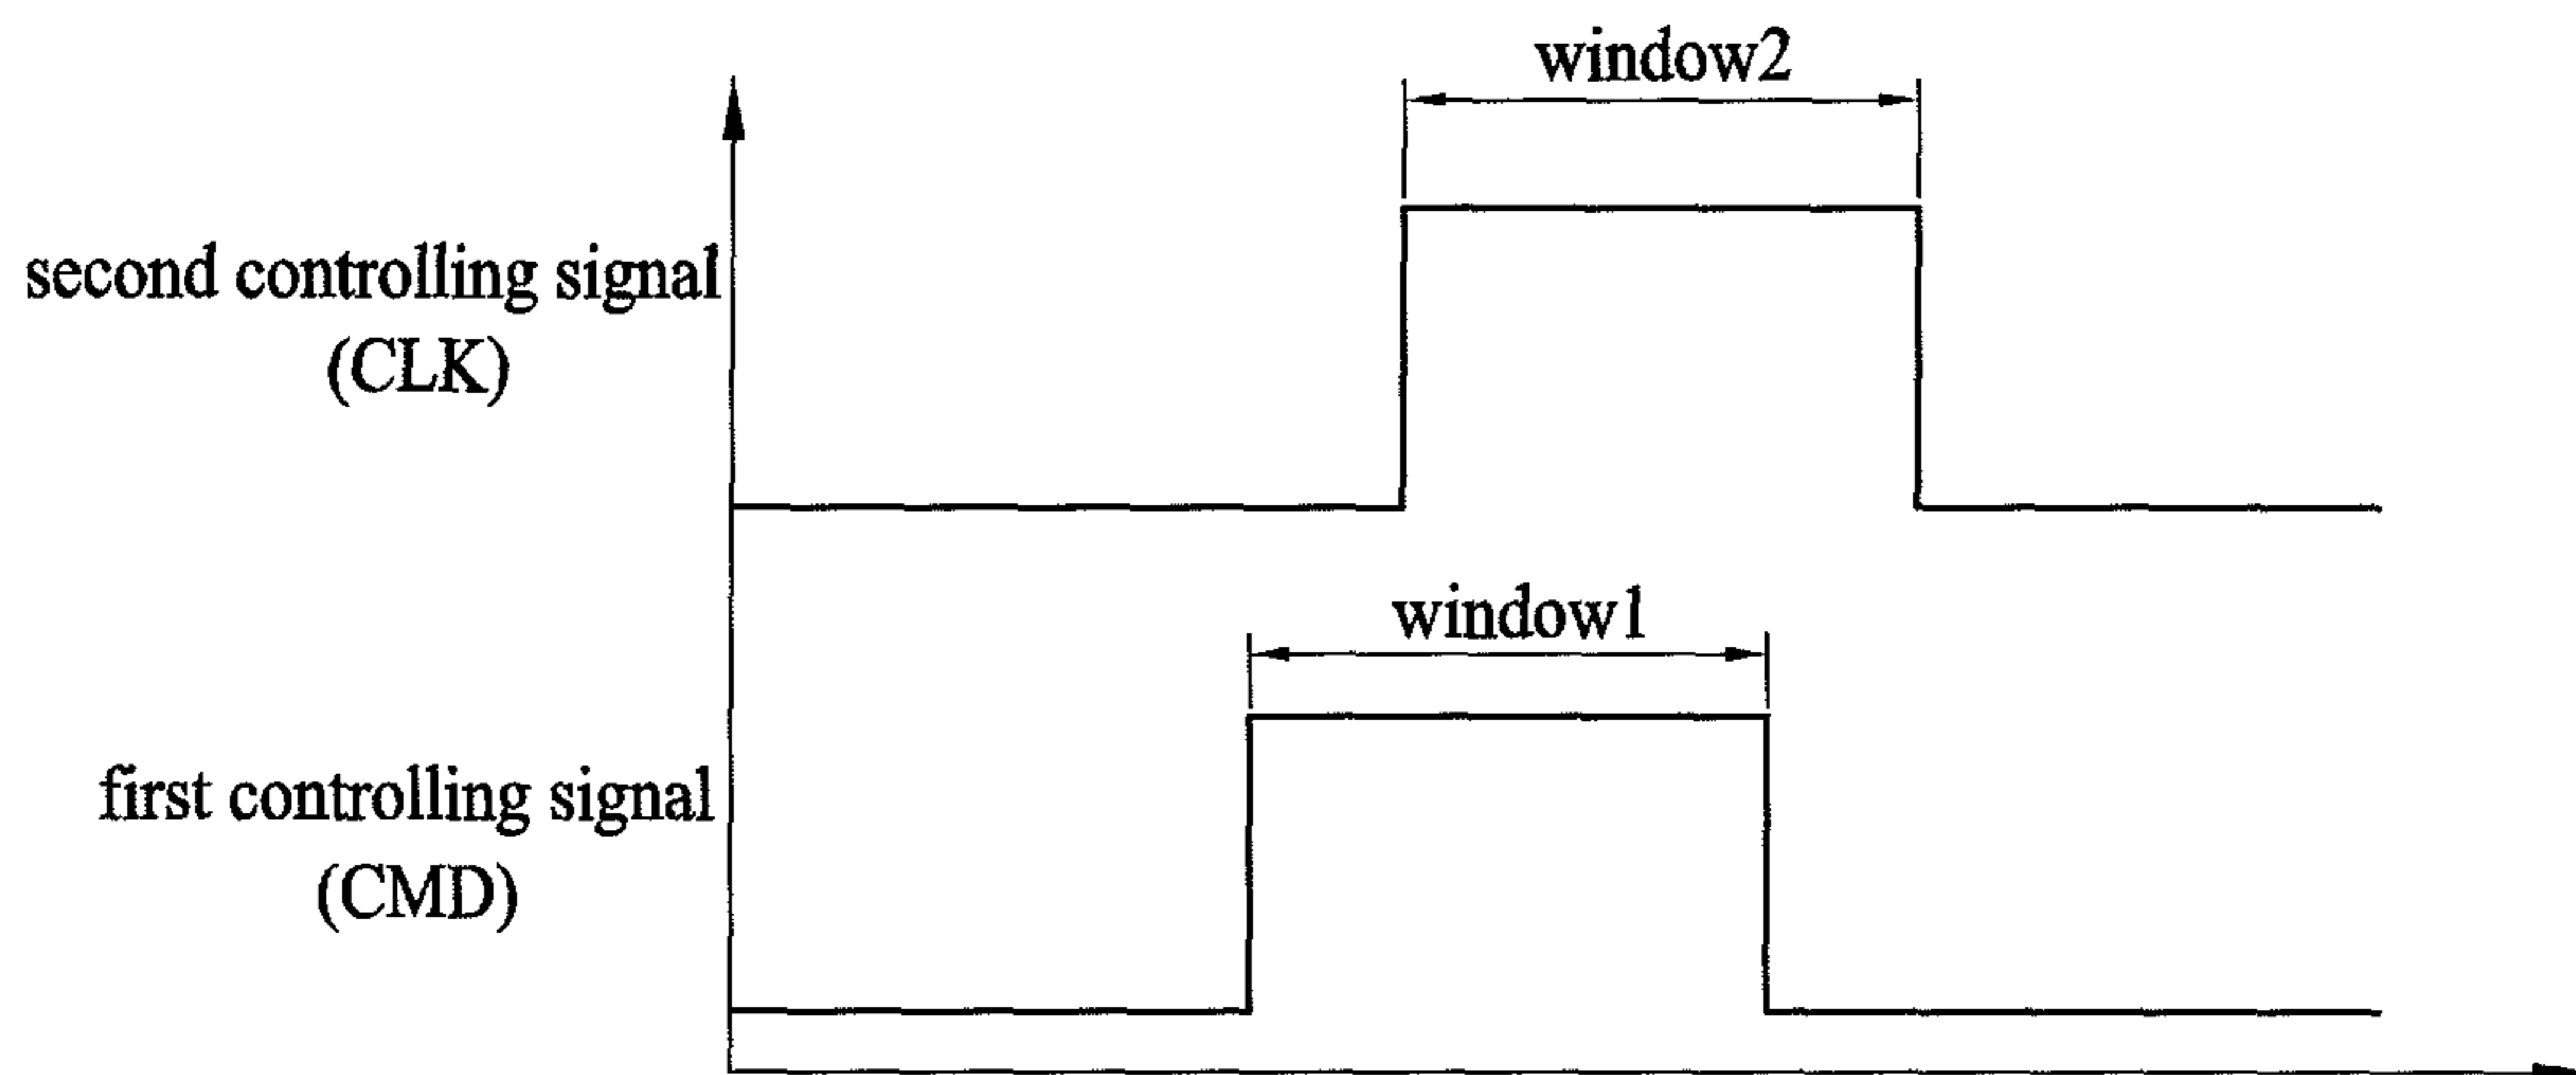 window2
second controlling signal
(CLK)
window1
first controlling signal
(CMD)